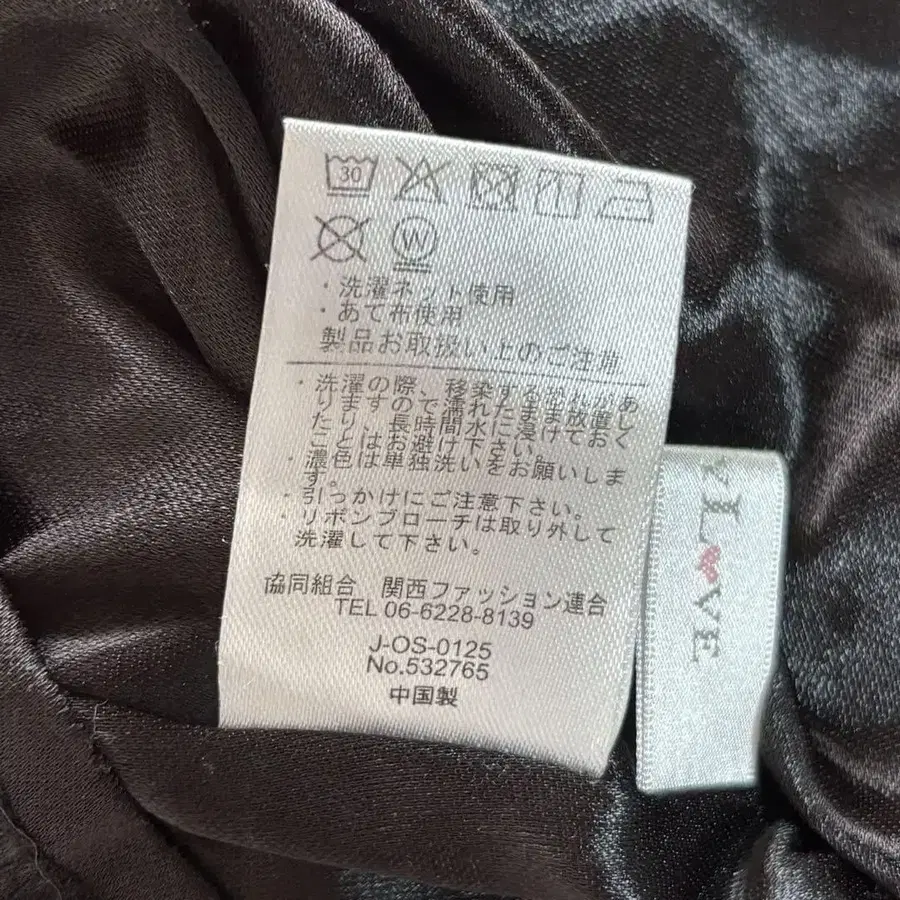 30
W
・洗濯ネット使用
・あて布使用
製品お取扱い上のご注意
・洗濯の際、移染する恐れがあ
りますので濡れたまま放置し
たり、長時間水に浸けておく
ことはお避け下さい。
・濃色は単独洗いをお願いしま
す。
・引っかけにご注意下さい。
・リボンブローチは取り外して
洗濯して下さい。
協同組合 関西ファッション連合
TEL 06-6228-8139
J-OS-0125
No.532765
中国製
L♥VE